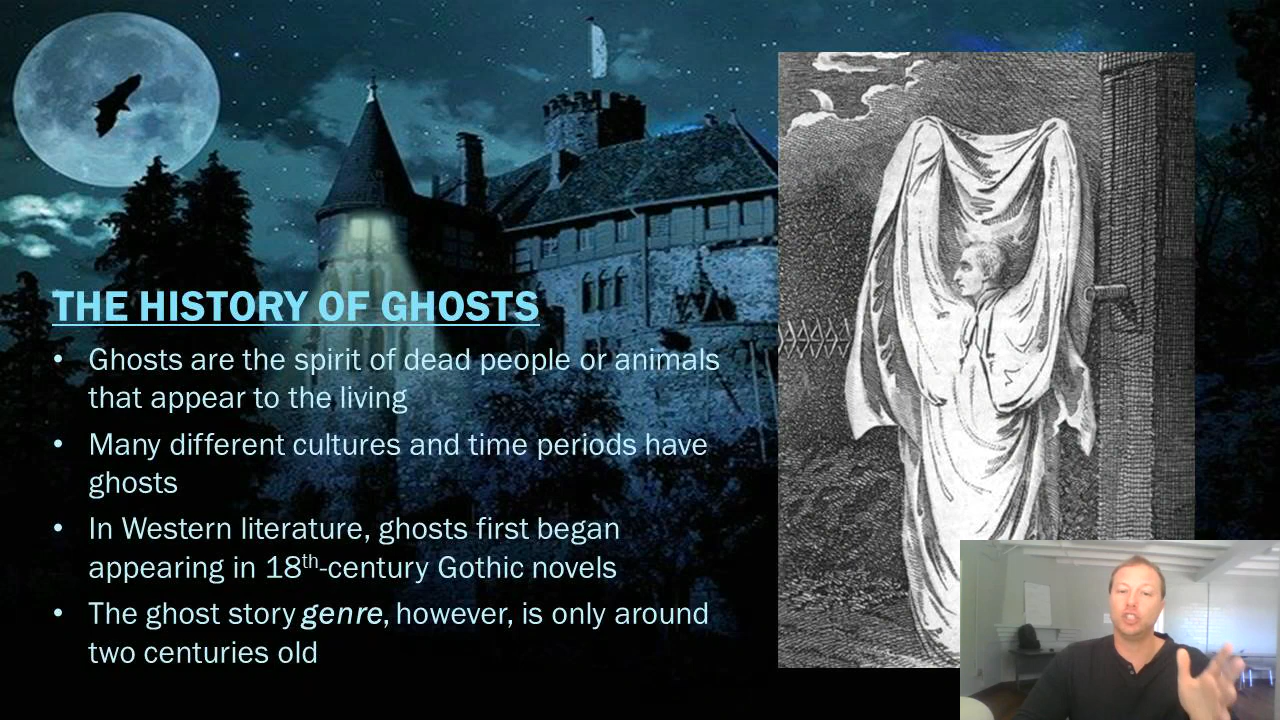 THE HISTORY OF GHOSTS
• Ghosts are the spirit of dead people or animals
that appear to the living
• Many different cultures and time periods have
ghosts
• In Western literature, ghosts first began
appearing in 18th-century Gothic novels
• The ghost story genre, however, is only around
two centuries old